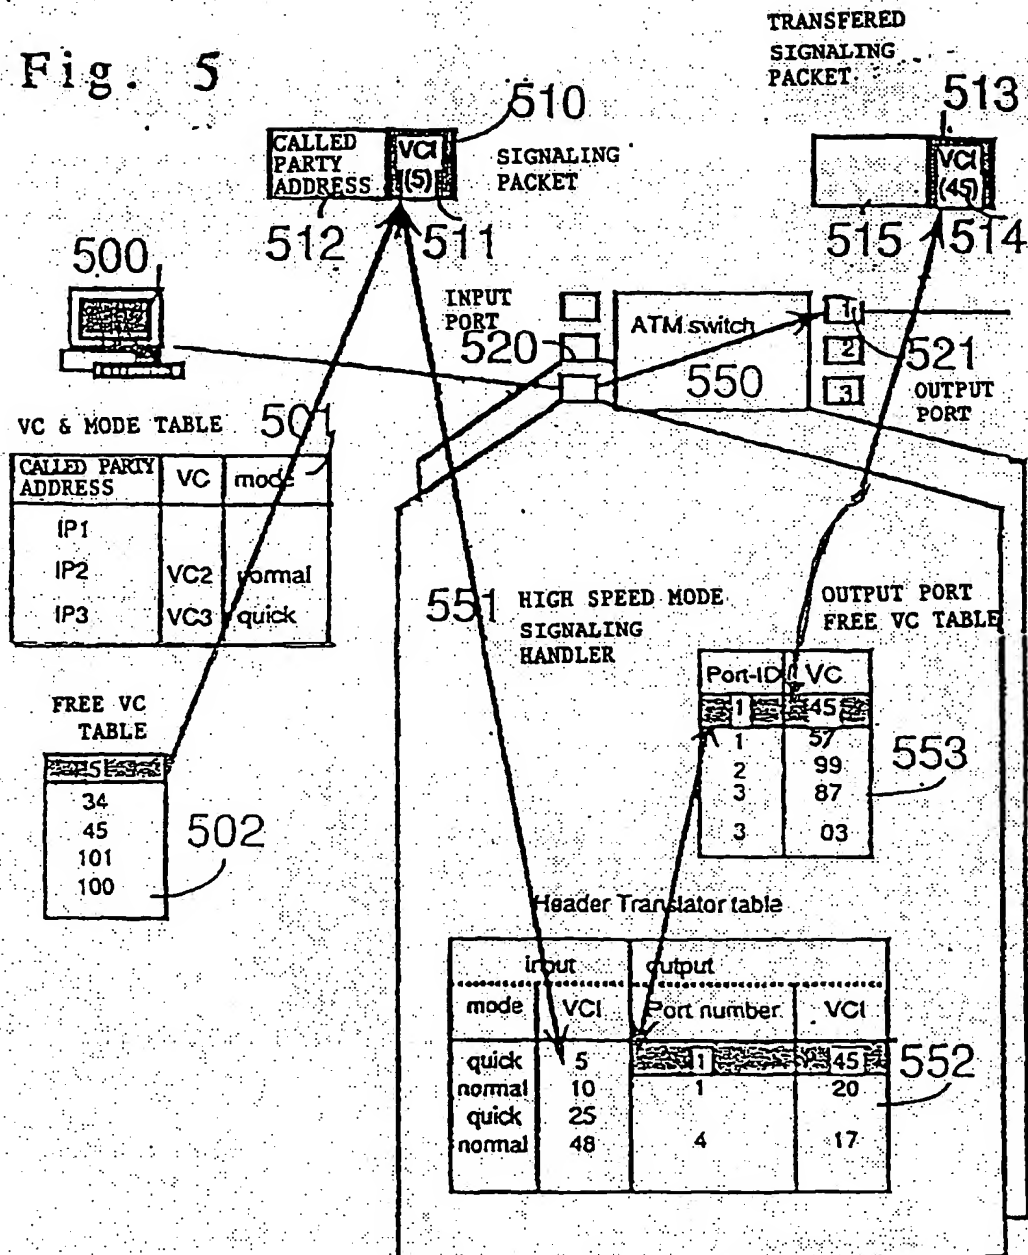 Fig. 5
TRANSFERED
SIGNALING
PACKET
510
513
CALLED
PARTY
ADDRESS
VCI
(5)
SIGNALING
PACKET
VCI
(45)
512
511
515
514
500
INPUT
PORT
520
ATM switch
550
1
2
3
521
OUTPUT
PORT
VC & MODE TABLE
501
CALLED PARTY
ADDRESS
VC
mode
IP1
IP2 VC2 normal
IP3 VC3 quick
551
HIGH SPEED MODE
SIGNALING
HANDLER
OUTPUT PORT
FREE VC TABLE
Port-ID VC
1 45
1 57
2 99
3 87
3 03
553
FREE VC
TABLE
5
34
45
101
100
502
Header Translator table
input output
mode VCI Port number VCI
quick 5 1 45
normal 10 1 20
quick 25
normal 48 4 17
552